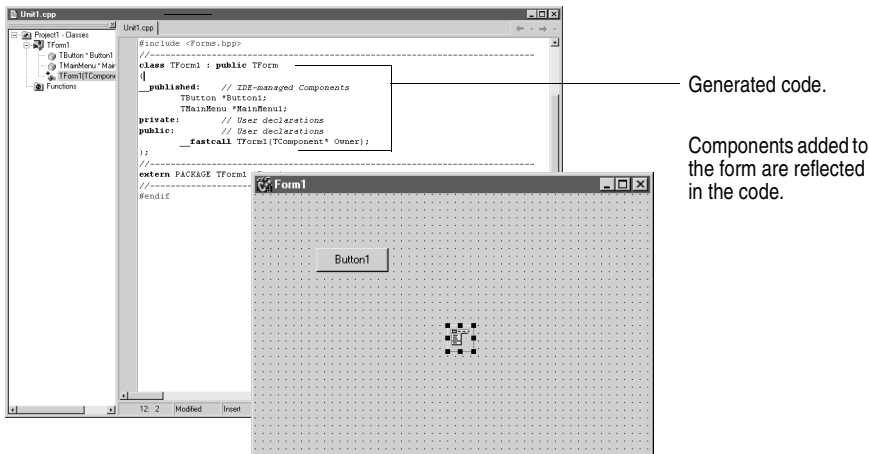 Unit1.cpp
Project1 - Classes
TForm1
TButton * Button1
TMainMenu * Mair
TForm1(TCompone
Functions
Unit1.cpp
#include <Forms.hpp>
//--------------------------------------------------------------------
class TForm1 : public TForm
{
__published:    // IDE-managed Components
TButton *Button1;
TMainMenu *MainMenu1;
private:        // User declarations
public:         // User declarations
__fastcall TForm1(TComponent* Owner);
};
//--------------------------------------------------------------------
extern PACKAGE TForm1
//
#endif
12: 2 Modified Insert
Form1
Button1
Generated code.
Components added to
the form are reflected
in the code.